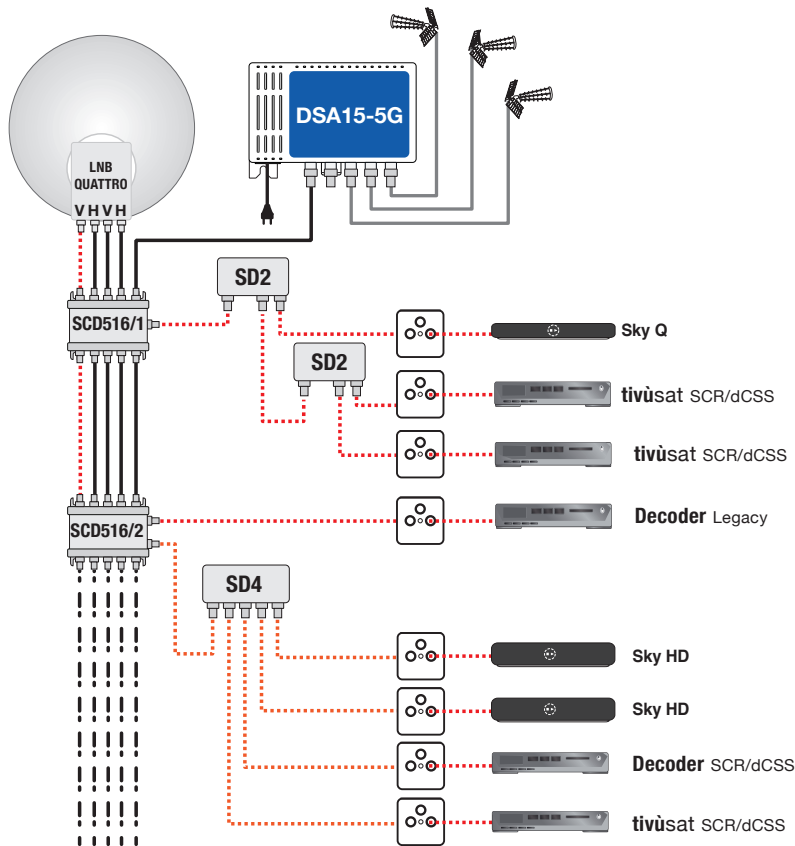 DSA15-5G
LNB
QUATTRO
V H V H
SD2
SCD516/1
Sky Q
SD2
tivùsat SCR/dCSS
tivùsat SCR/dCSS
SCD516/2
Decoder Legacy
SD4
Sky HD
Sky HD
Decoder SCR/dCSS
tivùsat SCR/dCSS